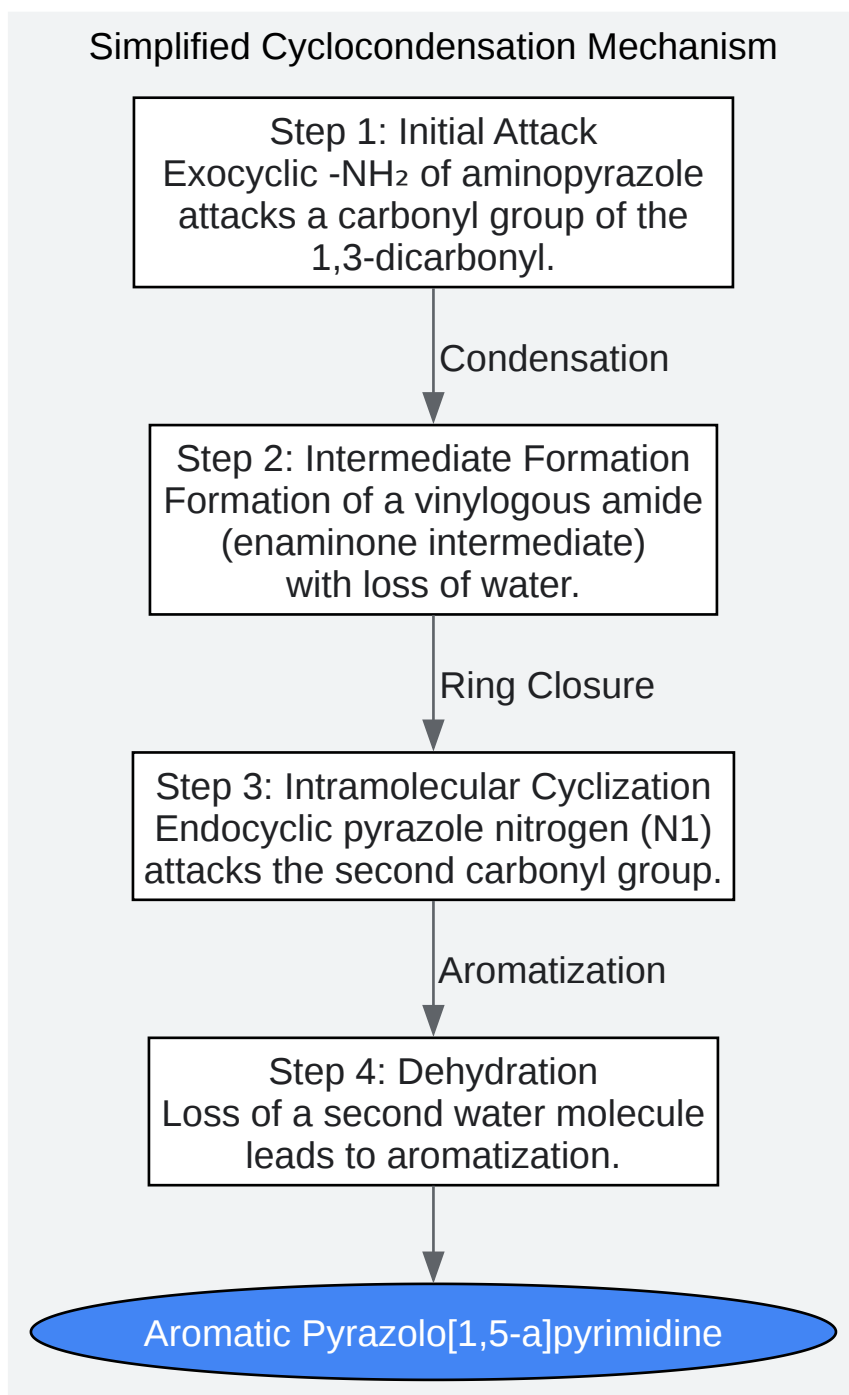 Simplified Cyclocondensation Mechanism
Step 1: Initial Attack
Exocyclic -NH₂ of aminopyrazole
attacks a carbonyl group of the
1,3-dicarbonyl.
Condensation
Step 2: Intermediate Formation
Formation of a vinylogous amide
(enaminone intermediate)
with loss of water.
Ring Closure
Step 3: Intramolecular Cyclization
Endocyclic pyrazole nitrogen (N1)
attacks the second carbonyl group.
Aromatization
Step 4: Dehydration
Loss of a second water molecule
leads to aromatization.
Aromatic Pyrazolo[1,5-a]pyrimidine